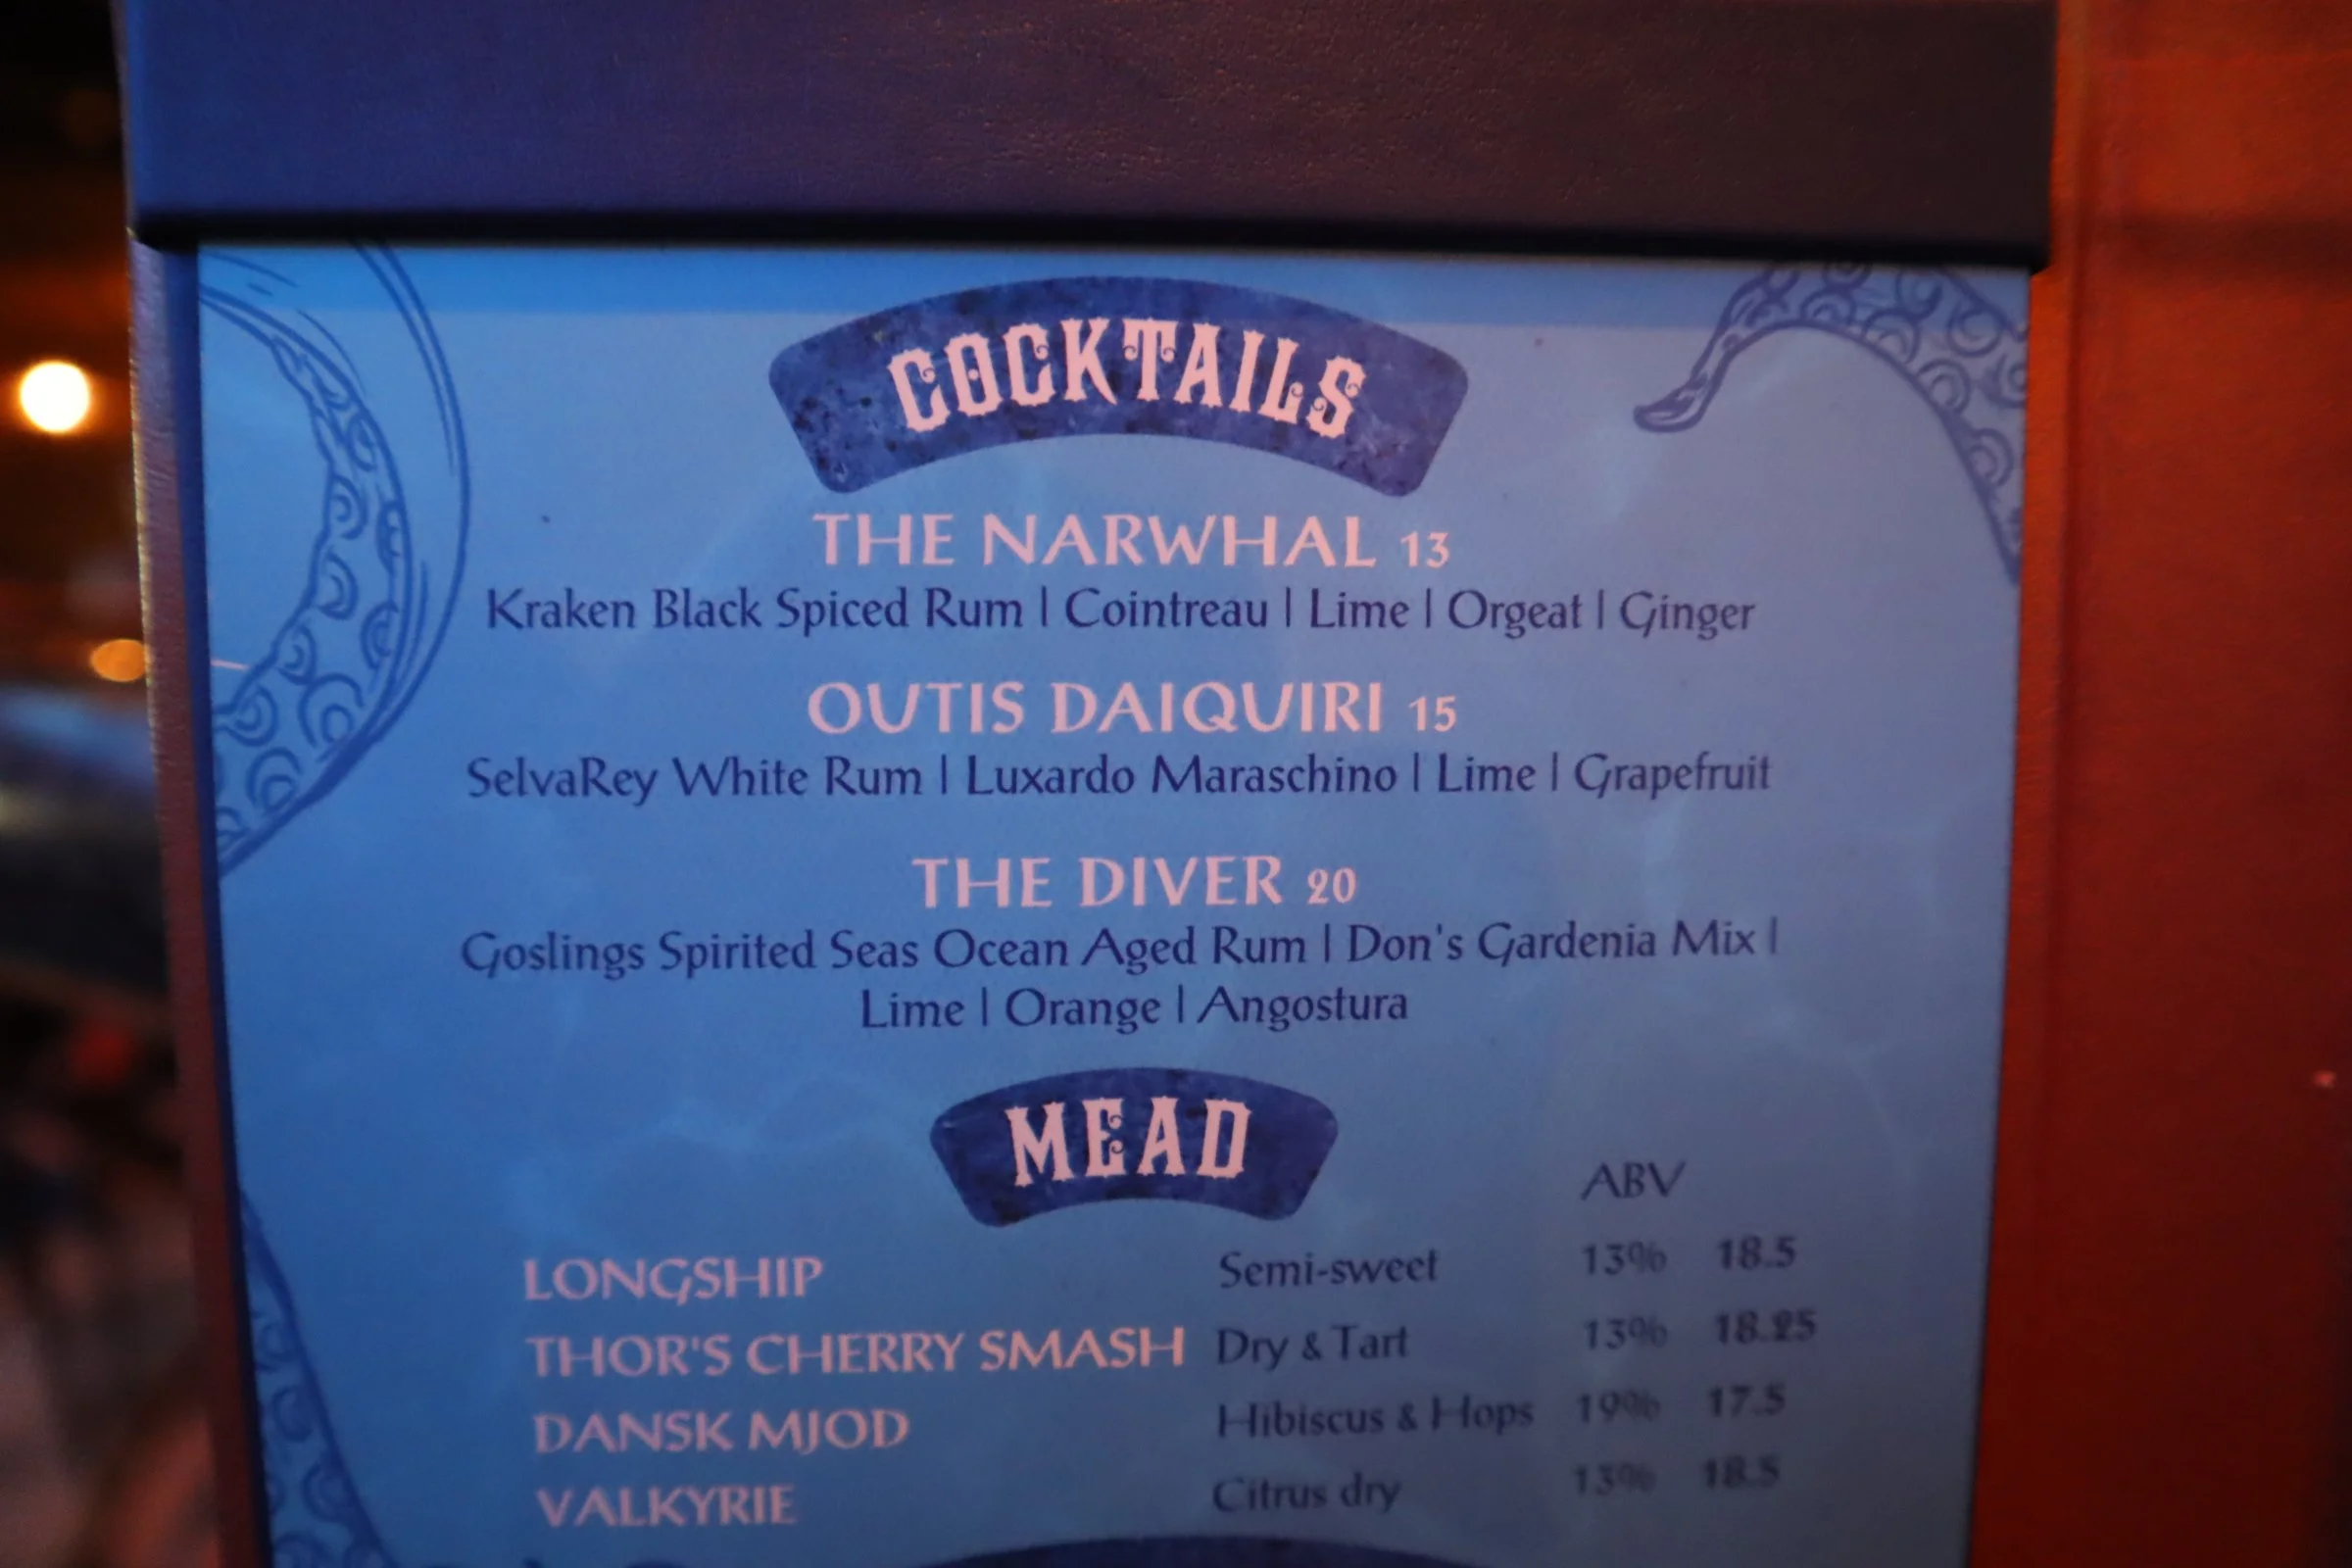 COCKTAILS
THE NARWHAL 13
Kraken Black Spiced Rum | Cointreau | Lime | Orgeat | Ginger
OUTIS DAIQUIRI 15
SelvaRey White Rum | Luxardo Maraschino | Lime | Grapefruit
THE DIVER 20
Goslings Spirited Seas Ocean Aged Rum | Don's Gardenia Mix |
Lime | Orange | Angostura
MEAD
ABV
LONGSHIP Semi-sweet 13% 18.5
THOR'S CHERRY SMASH Dry & Tart 13% 18.25
DANSK MJOD Hibiscus & Hops 19% 17.5
VALKYRIE Citrus dry 13% 18.5